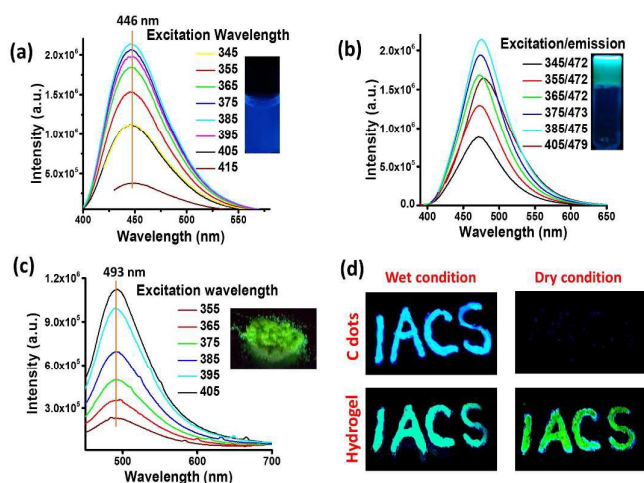 (a)
446 nm
Excitation Wavelength
345
355
365
375
385
395
405
415
2.0x10⁶
1.5x10⁶
1.0x10⁶
5.0x10⁵
Intensity (a.u.)
400 450 500 550
Wavelength (nm)
(b)
Excitation/emission
345/472
355/472
365/472
375/473
385/475
405/479
2.0x10⁶
1.5x10⁶
1.0x10⁶
5.0x10⁵
Intensity (a.u.)
400 450 500 550 600 650
Wavelength (nm)
(c)
493 nm
Excitation wavelength
355
365
375
385
395
405
1.2x10⁶
9.0x10⁵
6.0x10⁵
3.0x10⁵
Intensity (a.u.)
500 600 700
Wavelength (nm)
(d)
Wet condition Dry condition
C dots
IACS
Hydrogel
IACS IACS